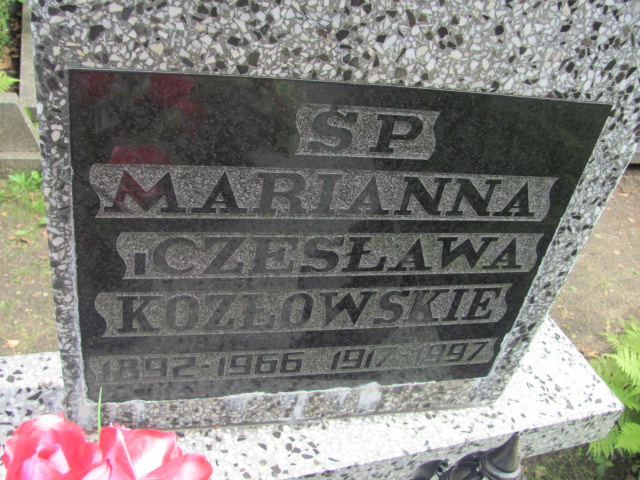 SP
MARIANNA
I CZESŁAWA
KOZŁOWSKIE
1892-1966 1917-1997